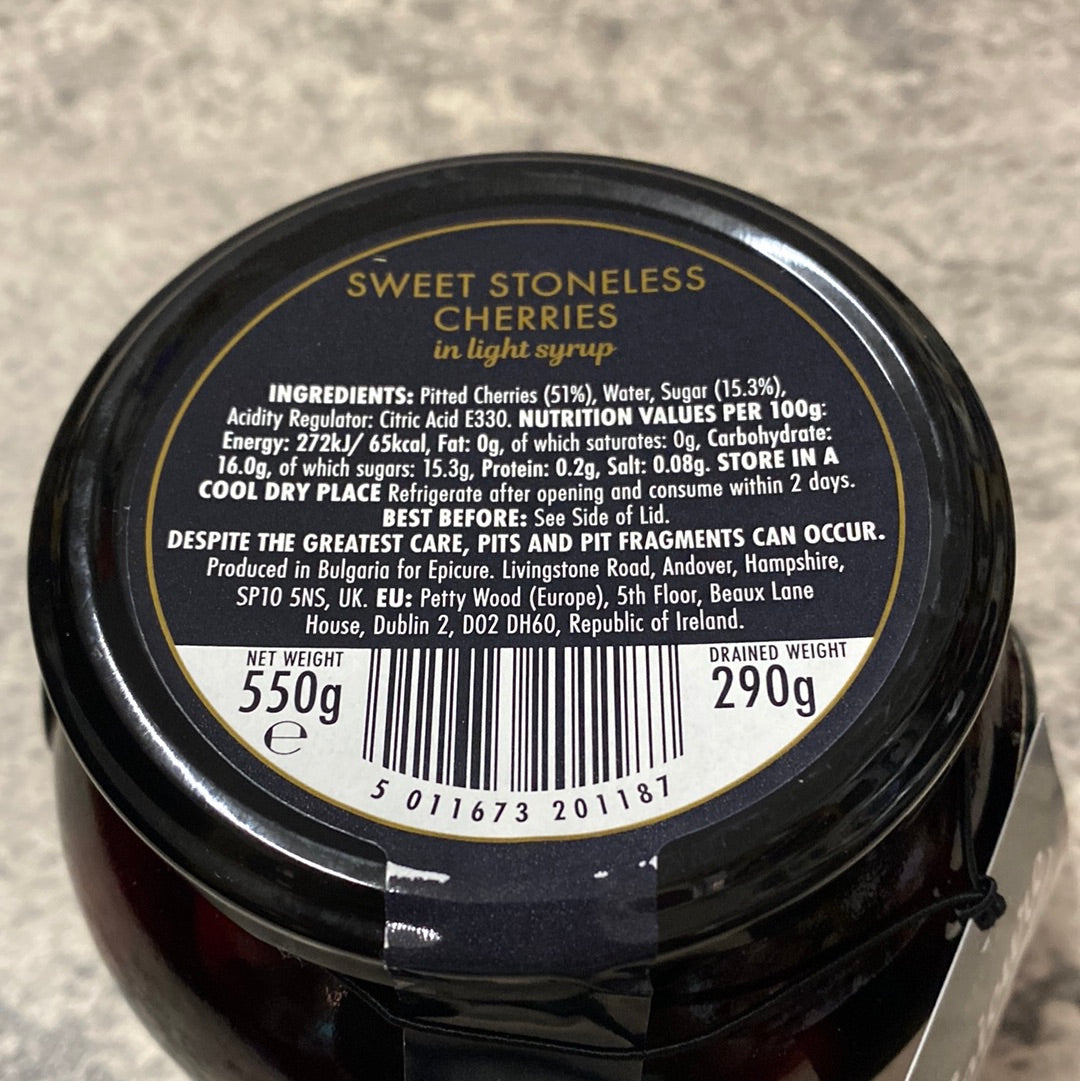 SWEET STONELESS
CHERRIES
in light syrup
INGREDIENTS: Pitted Cherries (51%), Water, Sugar (15.3%),
Acidity Regulator: Citric Acid E330. NUTRITION VALUES PER 100g:
Energy: 272kJ/ 65kcal, Fat: 0g, of which saturates: 0g, Carbohydrate:
16.0g, of which sugars: 15.3g, Protein: 0.2g, Salt: 0.08g. STORE IN A
COOL DRY PLACE Refrigerate after opening and consume within 2 days.
BEST BEFORE: See Side of Lid.
DESPITE THE GREATEST CARE, PITS AND PIT FRAGMENTS CAN OCCUR.
Produced in Bulgaria for Epicure. Livingstone Road, Andover, Hampshire,
SP10 5NS, UK. EU: Petty Wood (Europe), 5th Floor, Beaux Lane
House, Dublin 2, D02 DH60, Republic of Ireland.
NET WEIGHT
550g
℮
DRAINED WEIGHT
290g
5 011673 201187